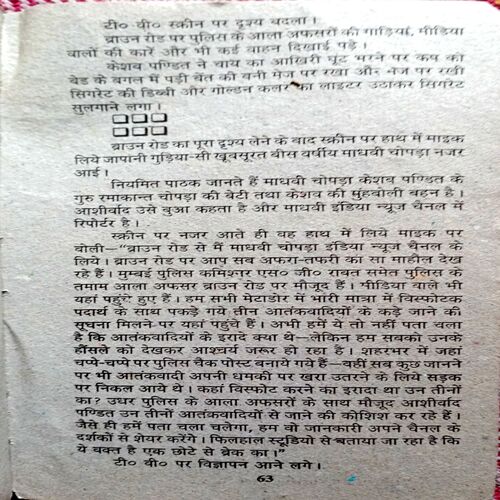 टी० वी० स्क्रीन पर दृश्य बदला।
ब्राउन रोड पर पुलिस के आला अफसरों की गाड़ियां, मीडिया
वालों की कारें और भी कई वाहन दिखाई पड़े।
केशव पण्डित ने चाय का आखिरी घूंट भरने पर कप को
बेड के बगल में पड़ी बेंत की बनी मेज पर रखा और मेज पर रखी
सिगरेट की डिब्बी और गोल्डन कलर का लाइटर उठाकर सिगरेट
सुलगाने लगा।
ब्राउन रोड का पूरा दृश्य लेने के बाद स्क्रीन पर हाथ में माइक
लिये जापानी गुड़िया-सी खूबसूरत बीस वर्षीय माधवी चोपड़ा नजर
आई।
नियमित पाठक जानते हैं माधवी चोपड़ा केशव पण्डित के
गुरु रमाकान्त चोपड़ा की बेटी तथा केशव की मुंहबोली बहन है।
आशीर्वाद उसे बुआ कहता है और माधवी इंडिया न्यूज चैनल में
रिपोर्टर है।
स्क्रीन पर नजर आते ही वह हाथ में लिये माइक पर
बोली—"ब्राउन रोड से मैं माधवी चोपड़ा इंडिया न्यूज चैनल के
लिये। ब्राउन रोड पर आप सब अफरा-तफरी का सा माहौल देख
रहे हैं। मुम्बई पुलिस कमिश्नर एस० जी० रावत समेत पुलिस के
तमाम आला अफसर ब्राउन रोड पर मौजूद हैं। मीडिया वाले भी
यहां पहुंचे हुए हैं। हम सभी मेटाडोर में भारी मात्रा में विस्फोटक
पदार्थ के साथ पकड़े गये तीन आतंकवादियों के कड़े जाने की
सूचना मिलने पर यहां पहुंचे हैं। अभी हमें ये तो नहीं पता चला
है कि आतंकवादियों के इरादे क्या थे—लेकिन हम सबको उनके
हौंसले को देखकर आश्चर्य जरूर हो रहा है। शहरभर में जहां
चप्पे-चप्पे पर पुलिस चैक पोस्ट बनाये गये हैं—वहीं सब कुछ जानने
पर भी आतंकवादी अपनी धमकी पर खरा उतरने के लिये सड़क
पर निकल आये थे। कहां विस्फोट करने का इरादा था उन तीनों
का? उधर पुलिस के आला अफसरों के साथ मौजूद आशीर्वाद
पण्डित उन तीनों आतंकवादियों से जाने की कोशिश कर रहे हैं।
जैसे ही हमें पता चला चलेगा, हम वो जानकारी अपने चैनल के
दर्शकों से शेयर करेंगे। फिलहाल स्टूडियो से बताया जा रहा है कि
ये वक्त है एक छोटे से ब्रेक का।"
टी० वी० पर विज्ञापन आने लगे।
63